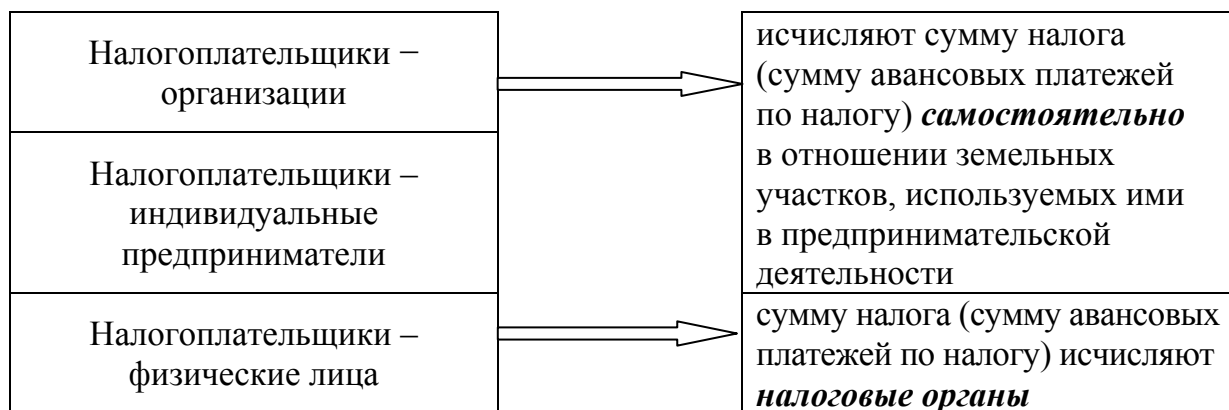 Налогоплательщики –
организации
исчисляют сумму налога
(сумму авансовых платежей
по налогу) самостоятельно
в отношении земельных
участков, используемых ими
в предпринимательской
деятельности
Налогоплательщики –
индивидуальные
предприниматели
Налогоплательщики –
физические лица
сумму налога (сумму авансовых
платежей по налогу) исчисляют
налоговые органы